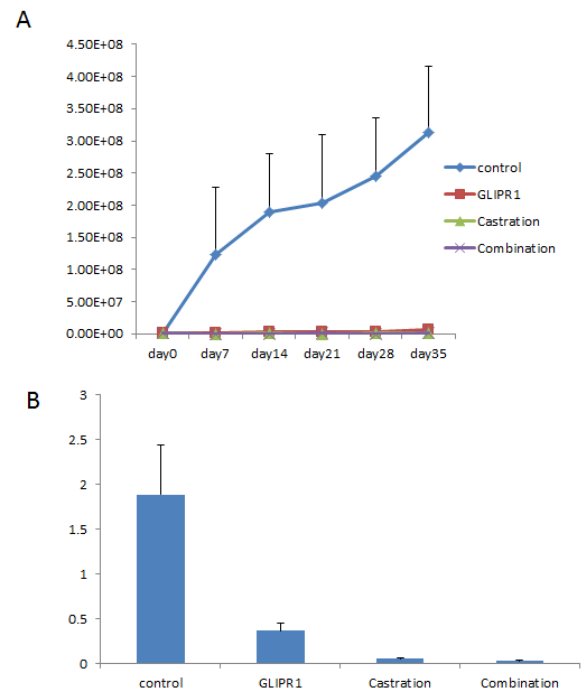 A
4.50E+08
4.00E+08
3.50E+08
3.00E+08
2.50E+08
2.00E+08
1.50E+08
1.00E+08
5.00E+07
0.00E+00
day0 day7 day14 day21 day28 day35
control
GLIPR1
Castration
Combination
B
3
2.5
2
1.5
1
0.5
0
control GLIPR1 Castration Combination